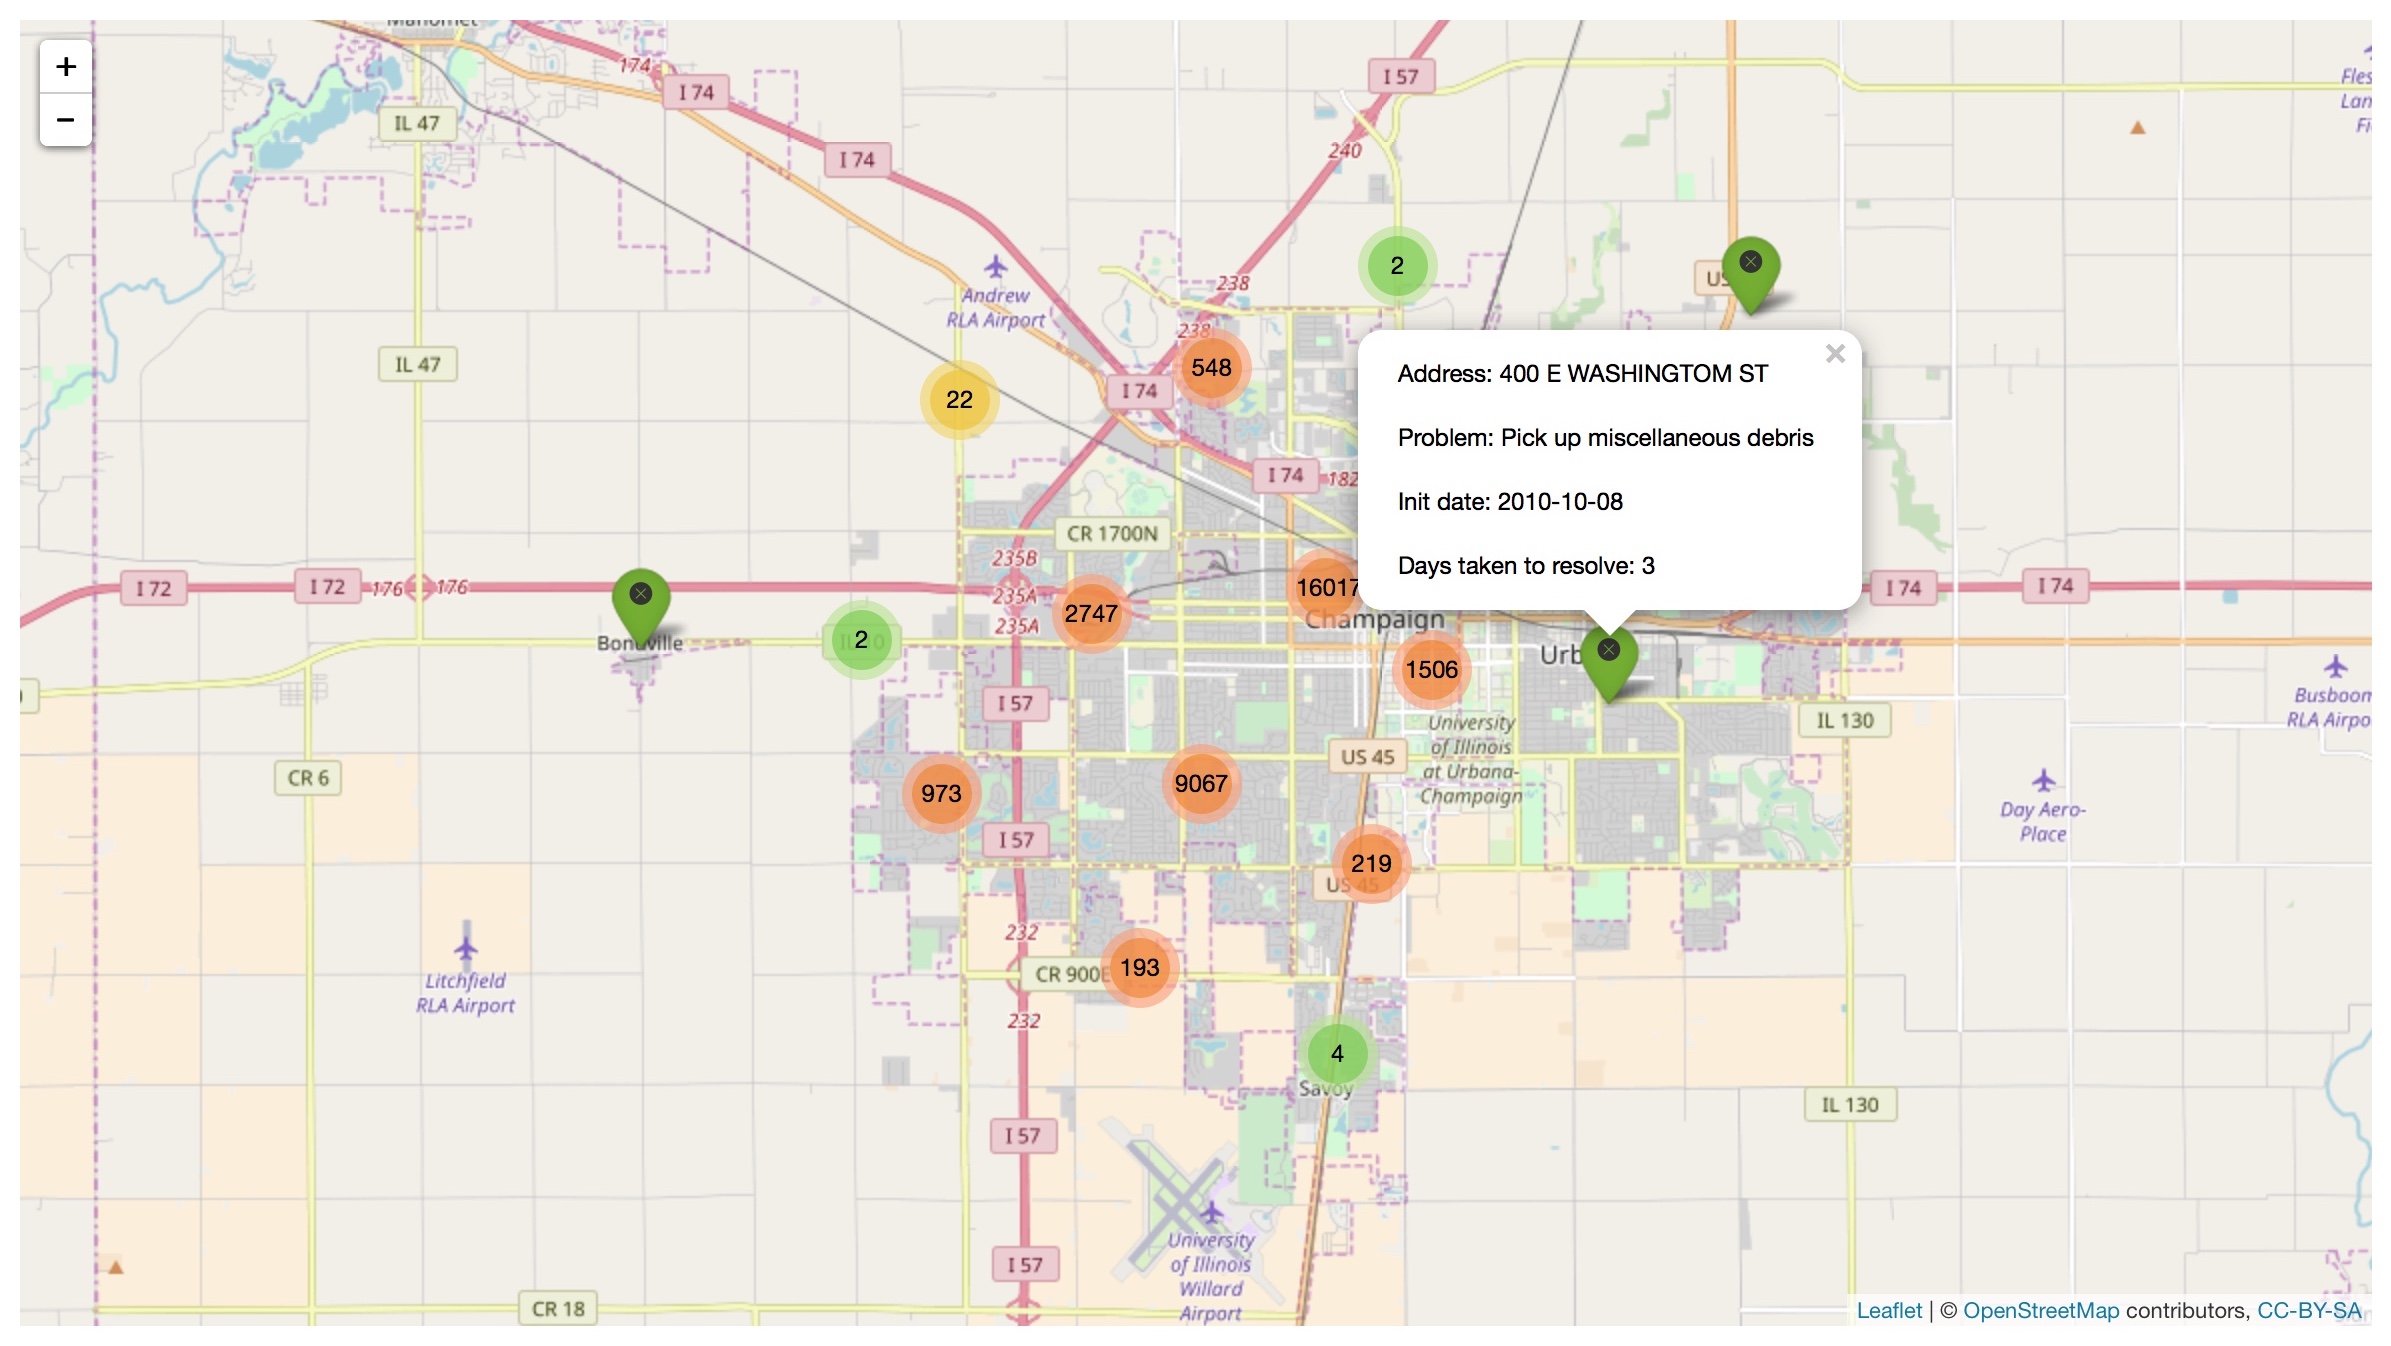 Mahomet
+
−
174
I 74
I 57
IL 47
I 74
240
Andrew
RLA Airport
238
2
US
238
548
I 74
22
IL 47
I 74
182
×
Address: 400 E WASHINGTOM ST
Problem: Pick up miscellaneous debris
Init date: 2010-10-08
Days taken to resolve: 3
CR 1700N
235B
235A
235A
I 72
I 72
176
176
2747
16017
Champaign
I 74
I 74
Bondville
2
1506
Urb
I 57
University
of Illinois
at Urbana-
Champaign
IL 130
Busboom
RLA Airpo
CR 6
973
9067
US 45
I 57
Day Aero-
Place
219
US 45
232
Litchfield
RLA Airport
CR 900E
193
232
4
Savoy
I 57
IL 130
University
of Illinois
Willard
Airport
I 57
CR 18
Fles
Lan
Fi
Leaflet | © OpenStreetMap contributors, CC-BY-SA